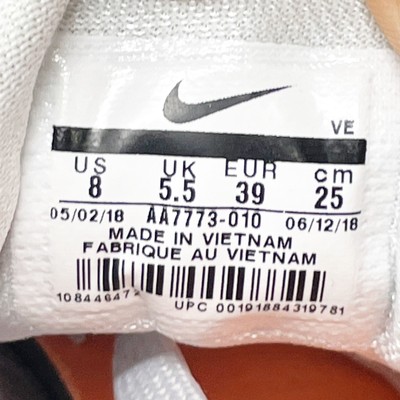 VE
US UK EUR cm
8 5.5 39 25
05/02/18 AA7773-010 06/12/18
MADE IN VIETNAM
FABRIQUE AU VIETNAM
108446472
UPC 00191884319781